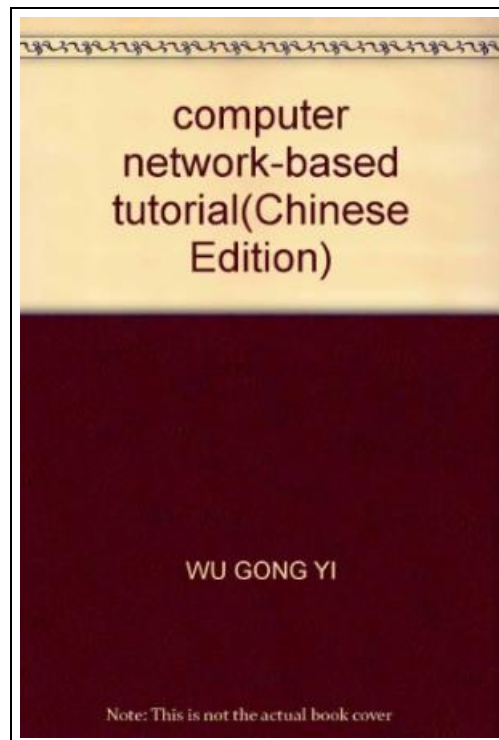 computer
network-based
tutorial(Chinese
Edition)
WU GONG YI
Note: This is not the actual book cover